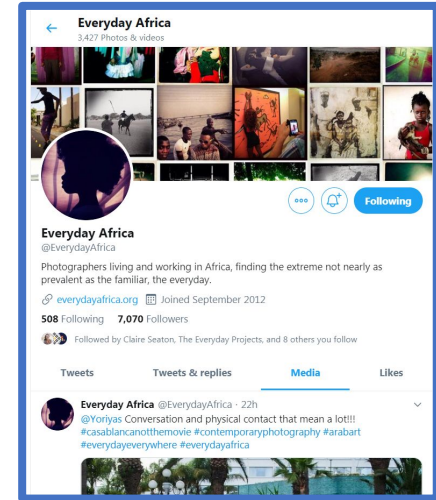 Everyday Africa
3,427 Photos & videos
Following
Everyday Africa
@EverydayAfrica
Photographers living and working in Africa, finding the extreme not nearly as
prevalent as the familiar, the everyday.
everydayafrica.org Joined September 2012
508 Following 7,070 Followers
Followed by Claire Seaton, The Everyday Projects, and 8 others you follow
Tweets Tweets & replies Media Likes
Everyday Africa @EverydayAfrica · 22h
@Yoriyas Conversation and physical contact that mean a lot!!!
#casablancanotthemovie #contemporaryphotography #arabart
#everydayeverywhere #everydayafrica